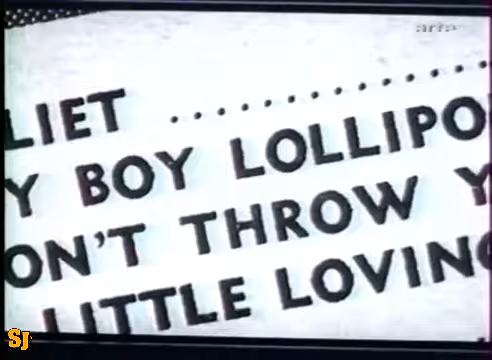 arte
LIET ................
Y BOY LOLLIPO
ON'T THROW Y
LITTLE LOVING
SJ